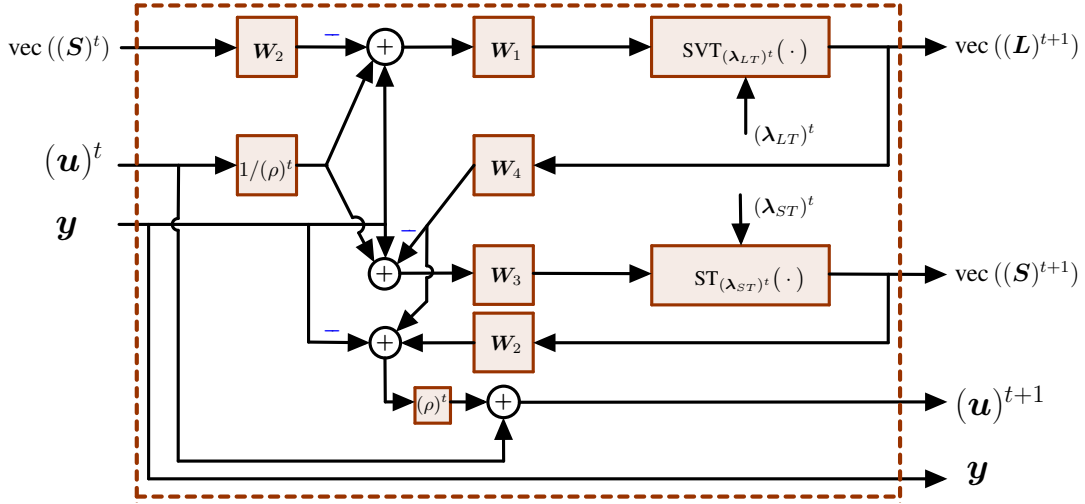 vec ((S)^t) W_2 − + W_1 SVT_{(λ_{LT})^t}(·) vec ((L)^{t+1})
(λ_{LT})^t
(u)^t 1/(ρ)^t W_4
(λ_{ST})^t
y −
+ W_3 ST_{(λ_{ST})^t}(·) vec ((S)^{t+1})
− + W_2
(ρ)^t + (u)^{t+1}
y